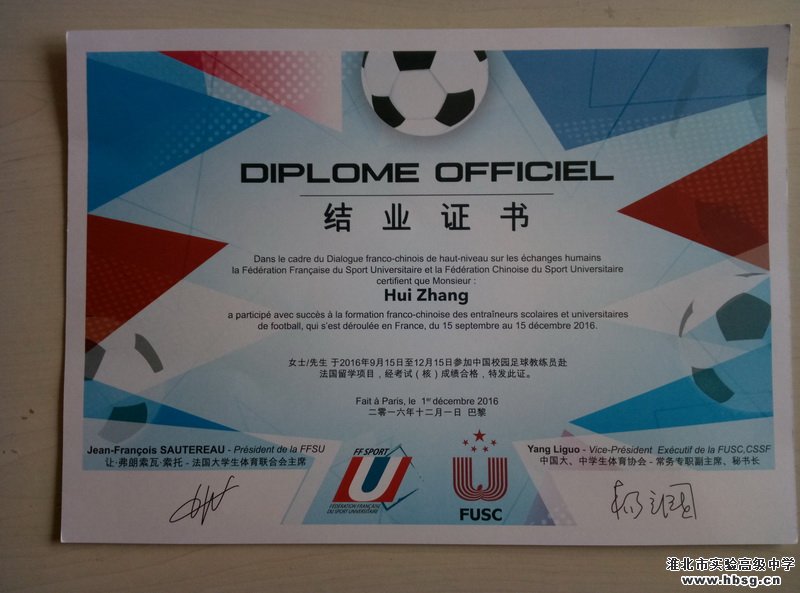 DIPLOME OFFICIEL
结业证书
Dans le cadre du Dialogue franco-chinois de haut-niveau sur les échanges humains
la Fédération Française du Sport Universitaire et la Fédération Chinoise du Sport Universitaire
certifient que Monsieur :
Hui Zhang
a participé avec succès à la formation franco-chinoise des entraîneurs scolaires et universitaires
de football, qui s'est déroulée en France, du 15 septembre au 15 décembre 2016.
女士/先生 于2016年9月15日至12月15日参加中国校园足球教练员赴
法国留学项目，经考试（核）成绩合格，特发此证。
Fait à Paris, le 1er décembre 2016
二零一六年十二月一日 巴黎
Jean-François SAUTEREAU - Président de la FFSU
让·弗朗索瓦·索托 - 法国大学生体育联合会主席
Yang Liguo - Vice-Président Exécutif de la FUSC,CSSF
中国大、中学生体育协会 - 常务专职副主席、秘书长
FF SPORT
U
FÉDÉRATION FRANÇAISE
DU SPORT UNIVERSITAIRE
FUSC
淮北市实验高级中学
www.hbsg.cn